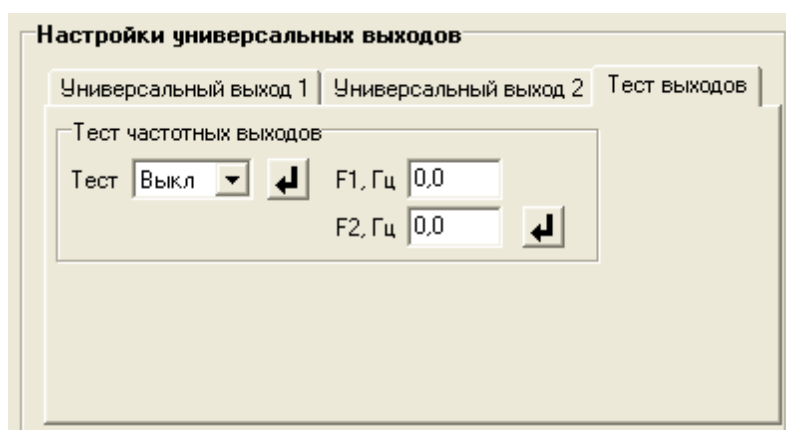 Настройки универсальных выходов
Универсальный выход 1 Универсальный выход 2 Тест выходов
Тест частотных выходов
Тест Выкл F1, Гц 0,0
F2, Гц 0,0